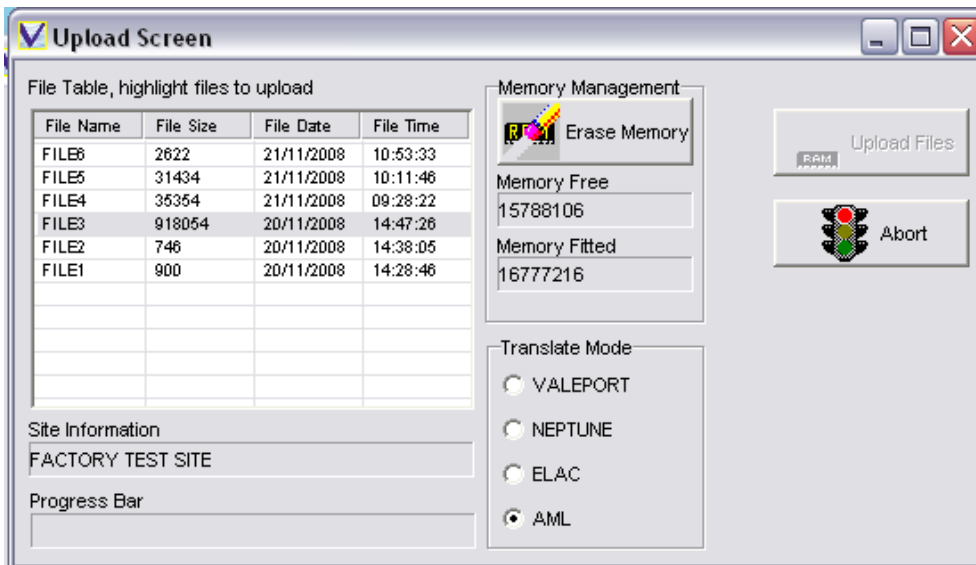 Upload Screen
File Table, highlight files to upload
File Name File Size File Date File Time
FILE6 2622 21/11/2008 10:53:33
FILE5 31434 21/11/2008 10:11:46
FILE4 35354 21/11/2008 09:28:22
FILE3 918054 20/11/2008 14:47:26
FILE2 746 20/11/2008 14:38:05
FILE1 900 20/11/2008 14:28:46
Site Information
FACTORY TEST SITE
Progress Bar
Memory Management
Erase Memory
Memory Free
15788106
Memory Fitted
16777216
Translate Mode
VALEPORT
NEPTUNE
ELAC
AML
RAM
Upload Files
Abort